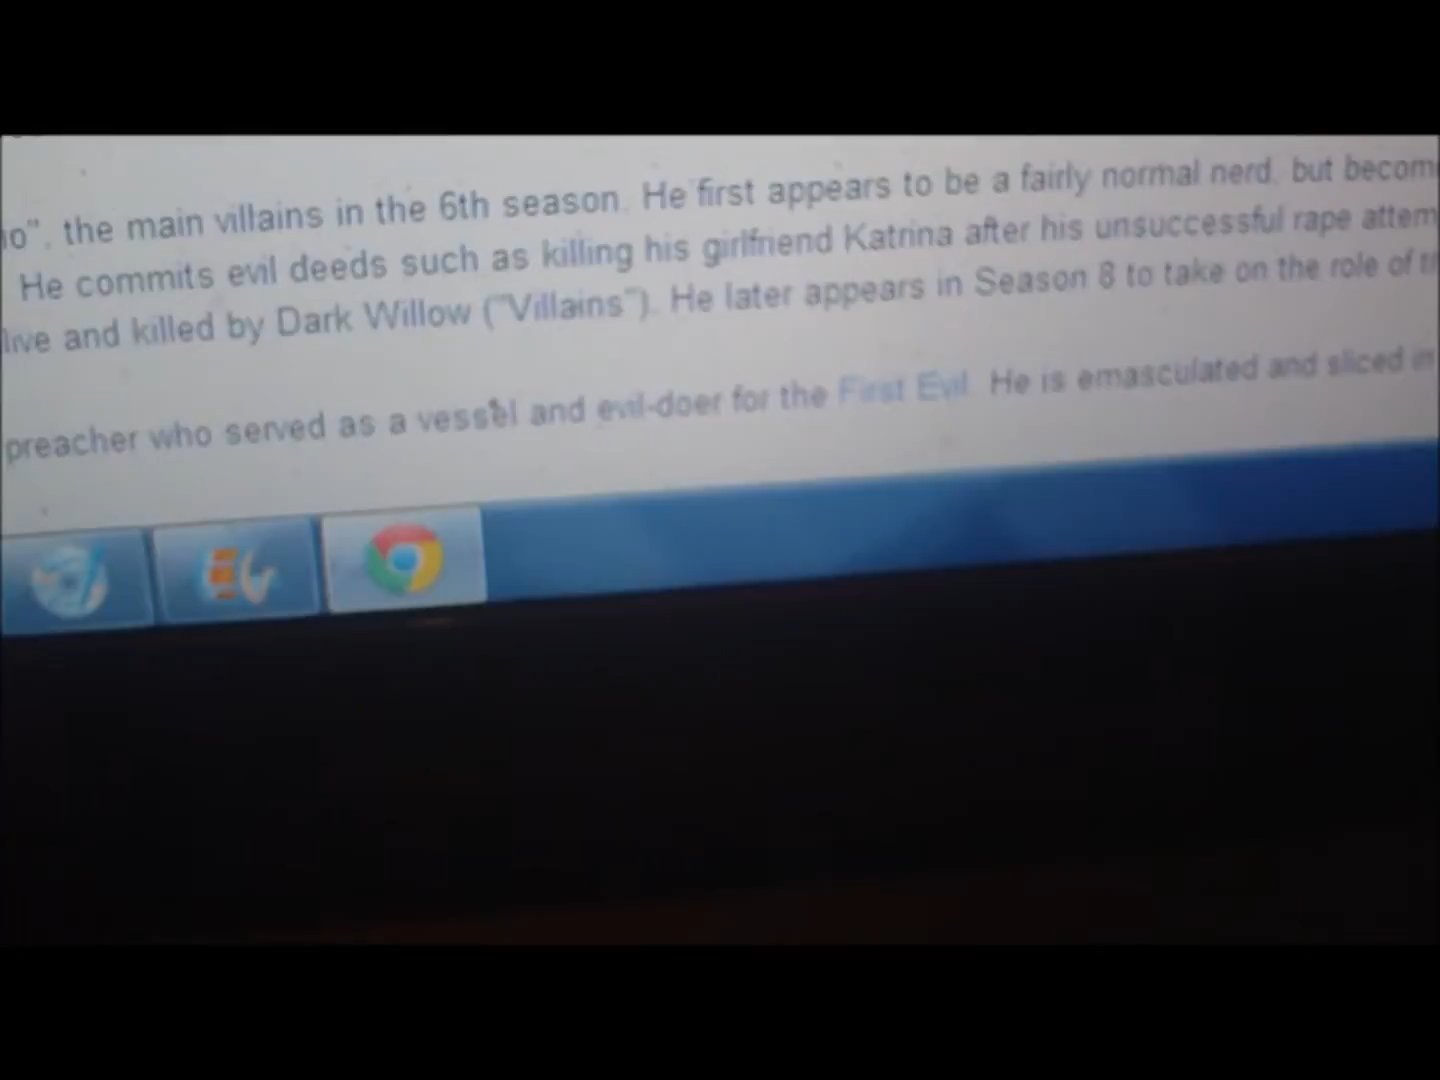 io", the main villains in the 6th season. He first appears to be a fairly normal nerd, but becom
He commits evil deeds such as killing his girlfriend Katrina after his unsuccessful rape attem
live and killed by Dark Willow ("Villains"). He later appears in Season 8 to take on the role of t
preacher who served as a vessel and evil-doer for the First Evil. He is emasculated and sliced in
EG